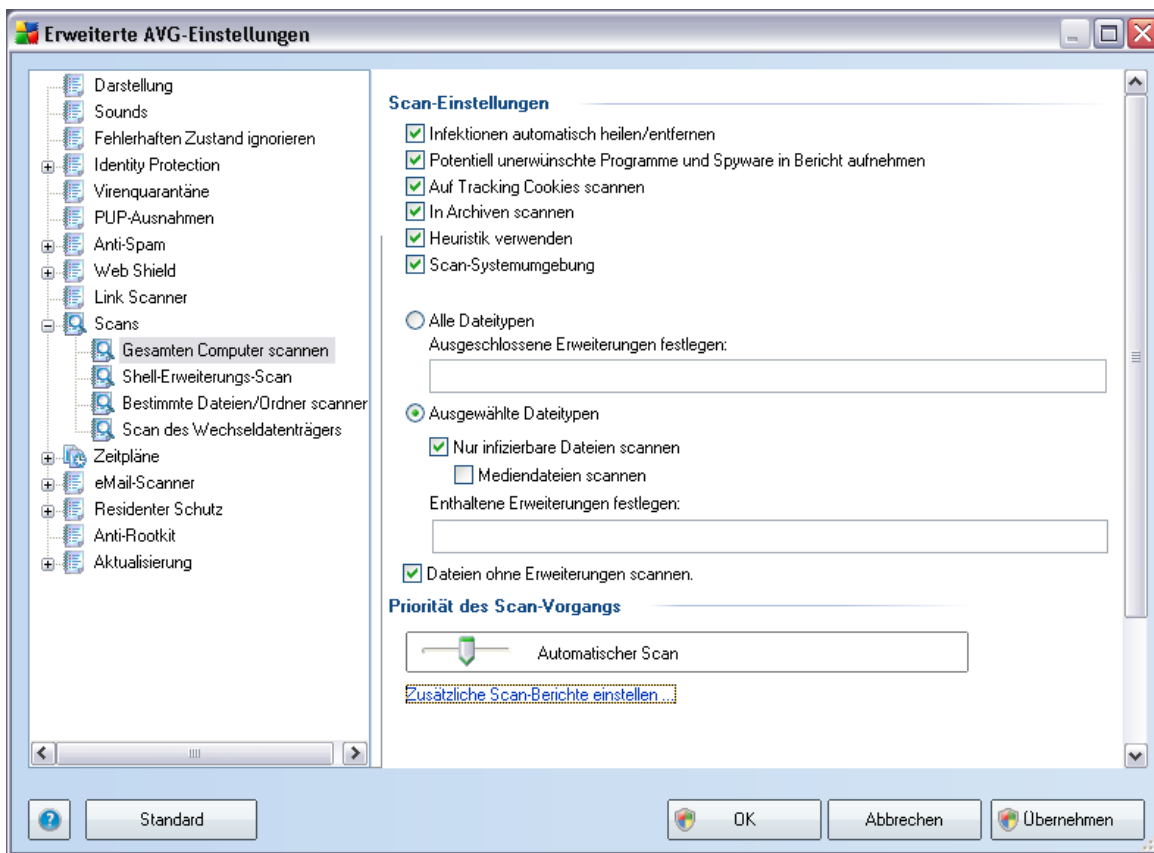 Erweiterte AVG-Einstellungen
Darstellung
Sounds
Fehlerhaften Zustand ignorieren
Identity Protection
Virenquarantäne
PUP-Ausnahmen
Anti-Spam
Web Shield
Link Scanner
Scans
Gesamten Computer scannen
Shell-Erweiterungs-Scan
Bestimmte Dateien/Ordner scanner
Scan des Wechseldatenträgers
Zeitpläne
eMail-Scanner
Residenter Schutz
Anti-Rootkit
Aktualisierung
Scan-Einstellungen
Infektionen automatisch heilen/entfernen
Potentiell unerwünschte Programme und Spyware in Bericht aufnehmen
Auf Tracking Cookies scannen
In Archiven scannen
Heuristik verwenden
Scan-Systemumgebung
Alle Dateitypen
Ausgeschlossene Erweiterungen festlegen:
Ausgewählte Dateitypen
Nur infizierbare Dateien scannen
Mediendateien scannen
Enthaltene Erweiterungen festlegen:
Dateien ohne Erweiterungen scannen.
Priorität des Scan-Vorgangs
Automatischer Scan
Zusätzliche Scan-Berichte einstellen ...
?
Standard
OK
Abbrechen
Übernehmen